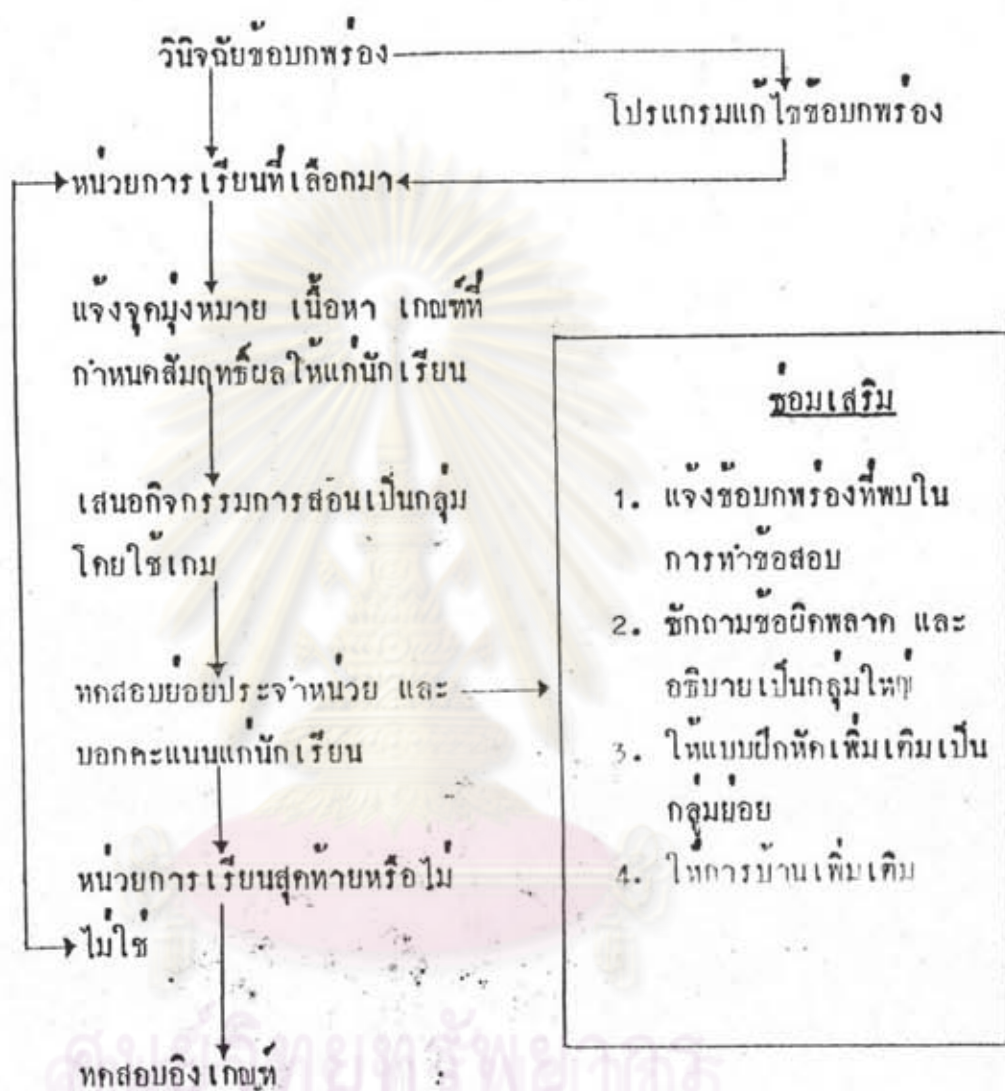 วินิจฉัยข้อบกพร่อง
โปรแกรมแก้ไขข้อบกพร่อง
หน่วยการเรียนที่เลือกมา
แจ้งจุดมุ่งหมาย เนื้อหา เกณฑ์ที่
กำหนดสัมฤทธิ์ผลให้แก่นักเรียน
เสนอกิจกรรมการสอนเป็นกลุ่ม
โดยใช้เกม
ทดสอบย่อยประจำหน่วย และ
บอกคะแนนแก่นักเรียน
หน่วยการเรียนสุดท้ายหรือไม่
ไม่ใช่
ทดสอบอิงเกณฑ์
ซ่อมเสริม
1. แจ้งข้อบกพร่องที่พบใน
การทำข้อสอบ
2. ซักถามข้อผิดพลาด และ
อธิบายเป็นกลุ่มใหญ่
3. ให้แบบฝึกหัดเพิ่มเติมเป็น
กลุ่มย่อย
4. ให้การบ้านเพิ่มเติม
ศูนย์วิทยทรัพยากร